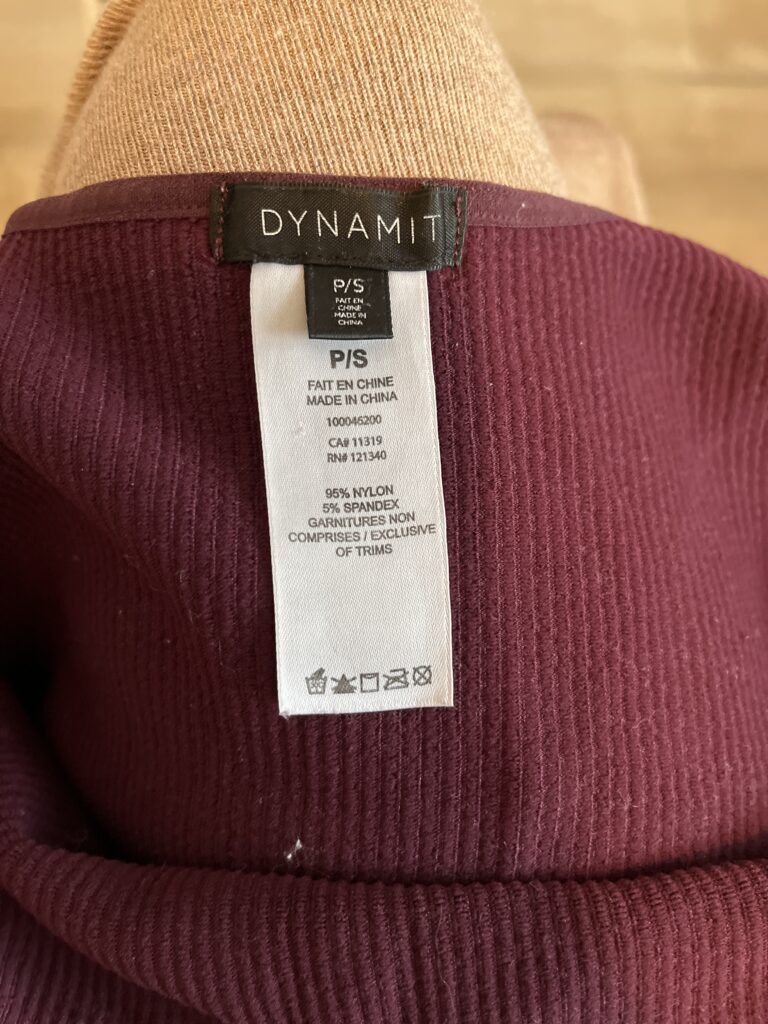 DYNAMIT
P/S
FAIT EN
CHINE
MADE IN
CHINA
P/S
FAIT EN CHINE
MADE IN CHINA
100046200
CA# 11319
RN# 121340
95% NYLON
5% SPANDEX
GARNITURES NON
COMPRISES / EXCLUSIVE
OF TRIMS